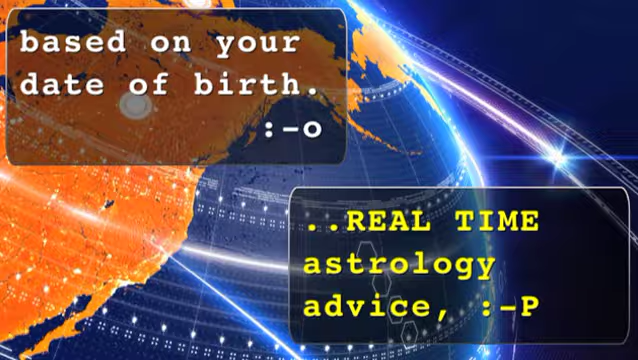 based on your
date of birth.
:-o
..REAL TIME
astrology
advice, :-P